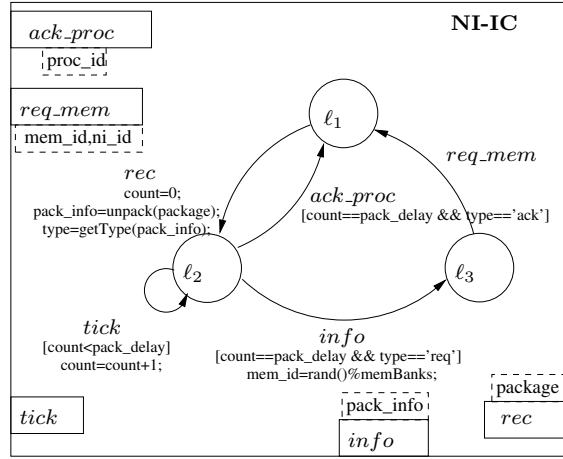 NI-IC
ack_proc
proc_id
req_mem
mem_id,ni_id
ℓ1
req_mem
rec
count=0;
pack_info=unpack(package);
type=getType(pack_info);
ack_proc
[count==pack_delay && type=='ack']
ℓ2
ℓ3
tick
[count<pack_delay]
count=count+1;
info
[count==pack_delay && type=='req']
mem_id=rand()%memBanks;
tick
pack_info
info
package
rec